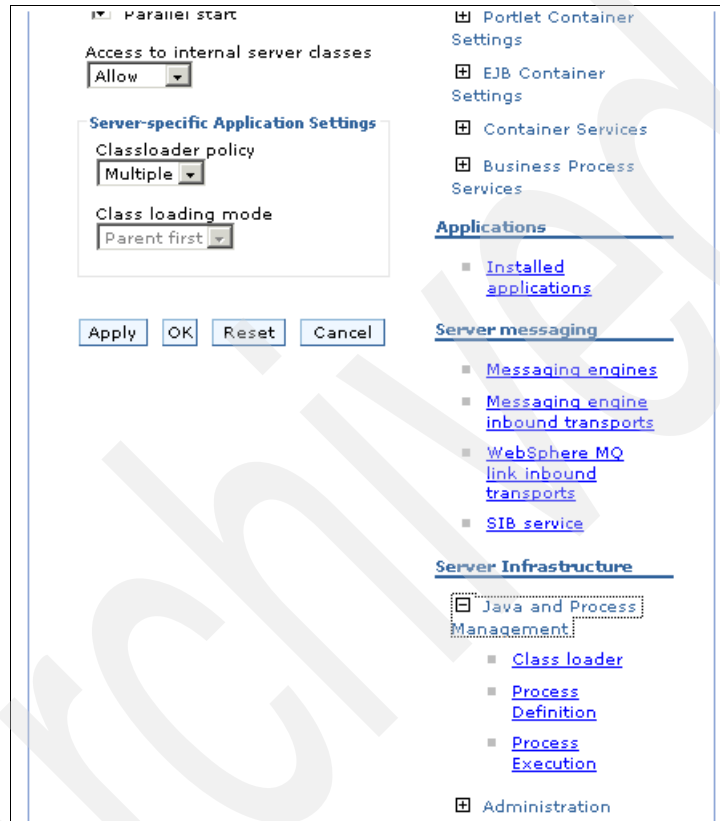 Parallel start
Access to internal server classes
Allow
Server-specific Application Settings
Classloader policy
Multiple
Class loading mode
Parent first
Apply
OK
Reset
Cancel
Portlet Container
Settings
EJB Container
Settings
Container Services
Business Process
Services
Applications
Installed
applications
Server messaging
Messaging engines
Messaging engine
inbound transports
WebSphere MQ
link inbound
transports
SIB service
Server Infrastructure
Java and Process
Management
Class loader
Process
Definition
Process
Execution
Administration